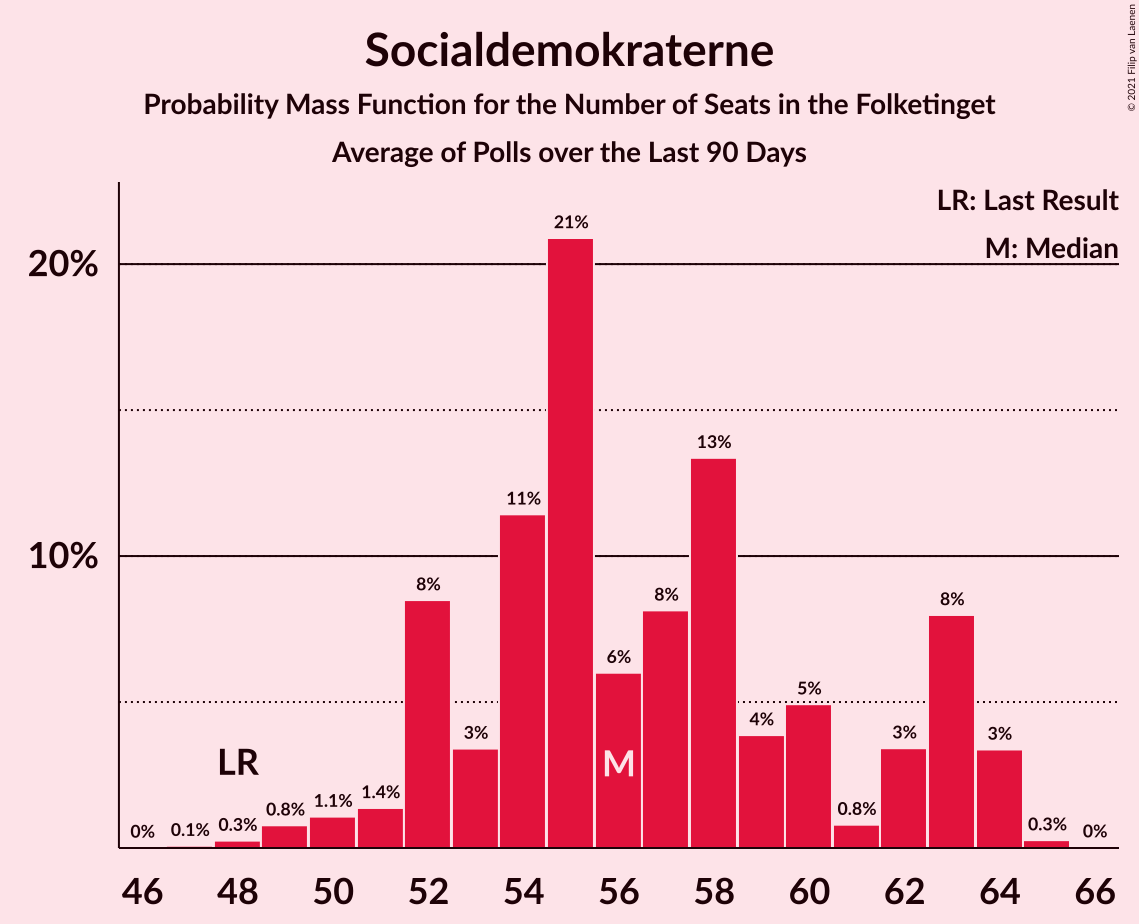 Socialdemokraterne
Probability Mass Function for the Number of Seats in the Folketinget
Average of Polls over the Last 90 Days
© 2021 Filip van Laenen
LR: Last Result
M: Median
20%
10%
0%
0.1%
0.3%
0.8%
1.1%
1.4%
8%
3%
11%
21%
6%
8%
13%
4%
5%
0.8%
3%
8%
3%
0.3%
0%
LR
M
46 48 50 52 54 56 58 60 62 64 66